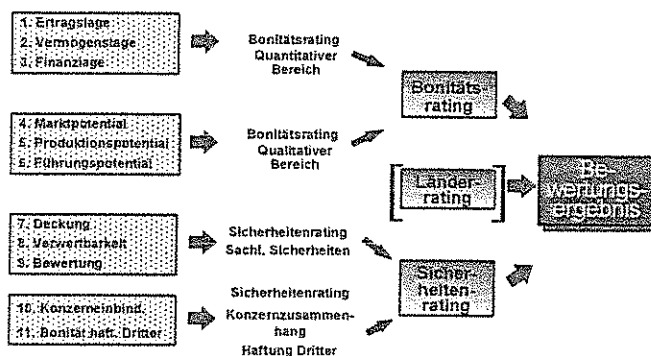 1. Ertragslage
2. Vermögenslage
3. Finanzlage
Bonitätsrating
Quantitativer
Bereich
Bonitäts-
rating
4. Marktpotential
5. Produktionspotential
6. Führungspotential
Bonitätsrating
Qualitativer
Bereich
Länder-
rating
Be-
wertungs-
ergebnis
7. Deckung
8. Verwertbarkeit
9. Bewertung
Sicherheitenrating
Sachl. Sicherheiten
Sicher-
heiten-
rating
10. Konzerneinbind.
11. Bonität haft. Dritter
Sicherheitenrating
Konzernzusammen-
hang
Haftung Dritter